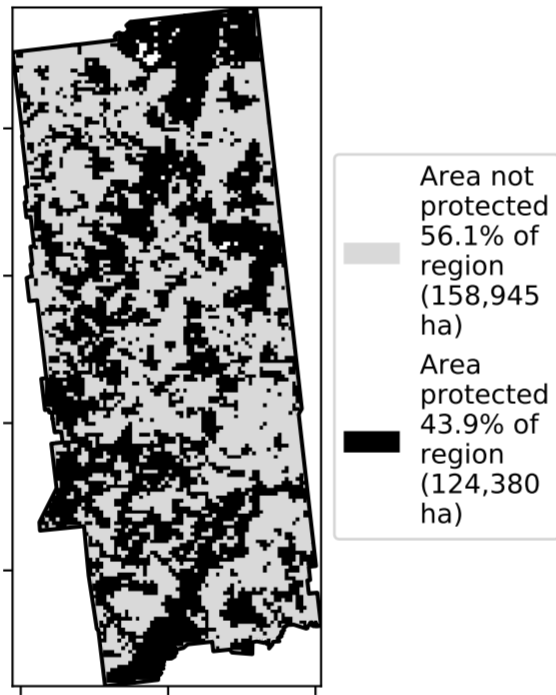 Area not
protected
56.1% of
region
(158,945
ha)
Area
protected
43.9% of
region
(124,380
ha)